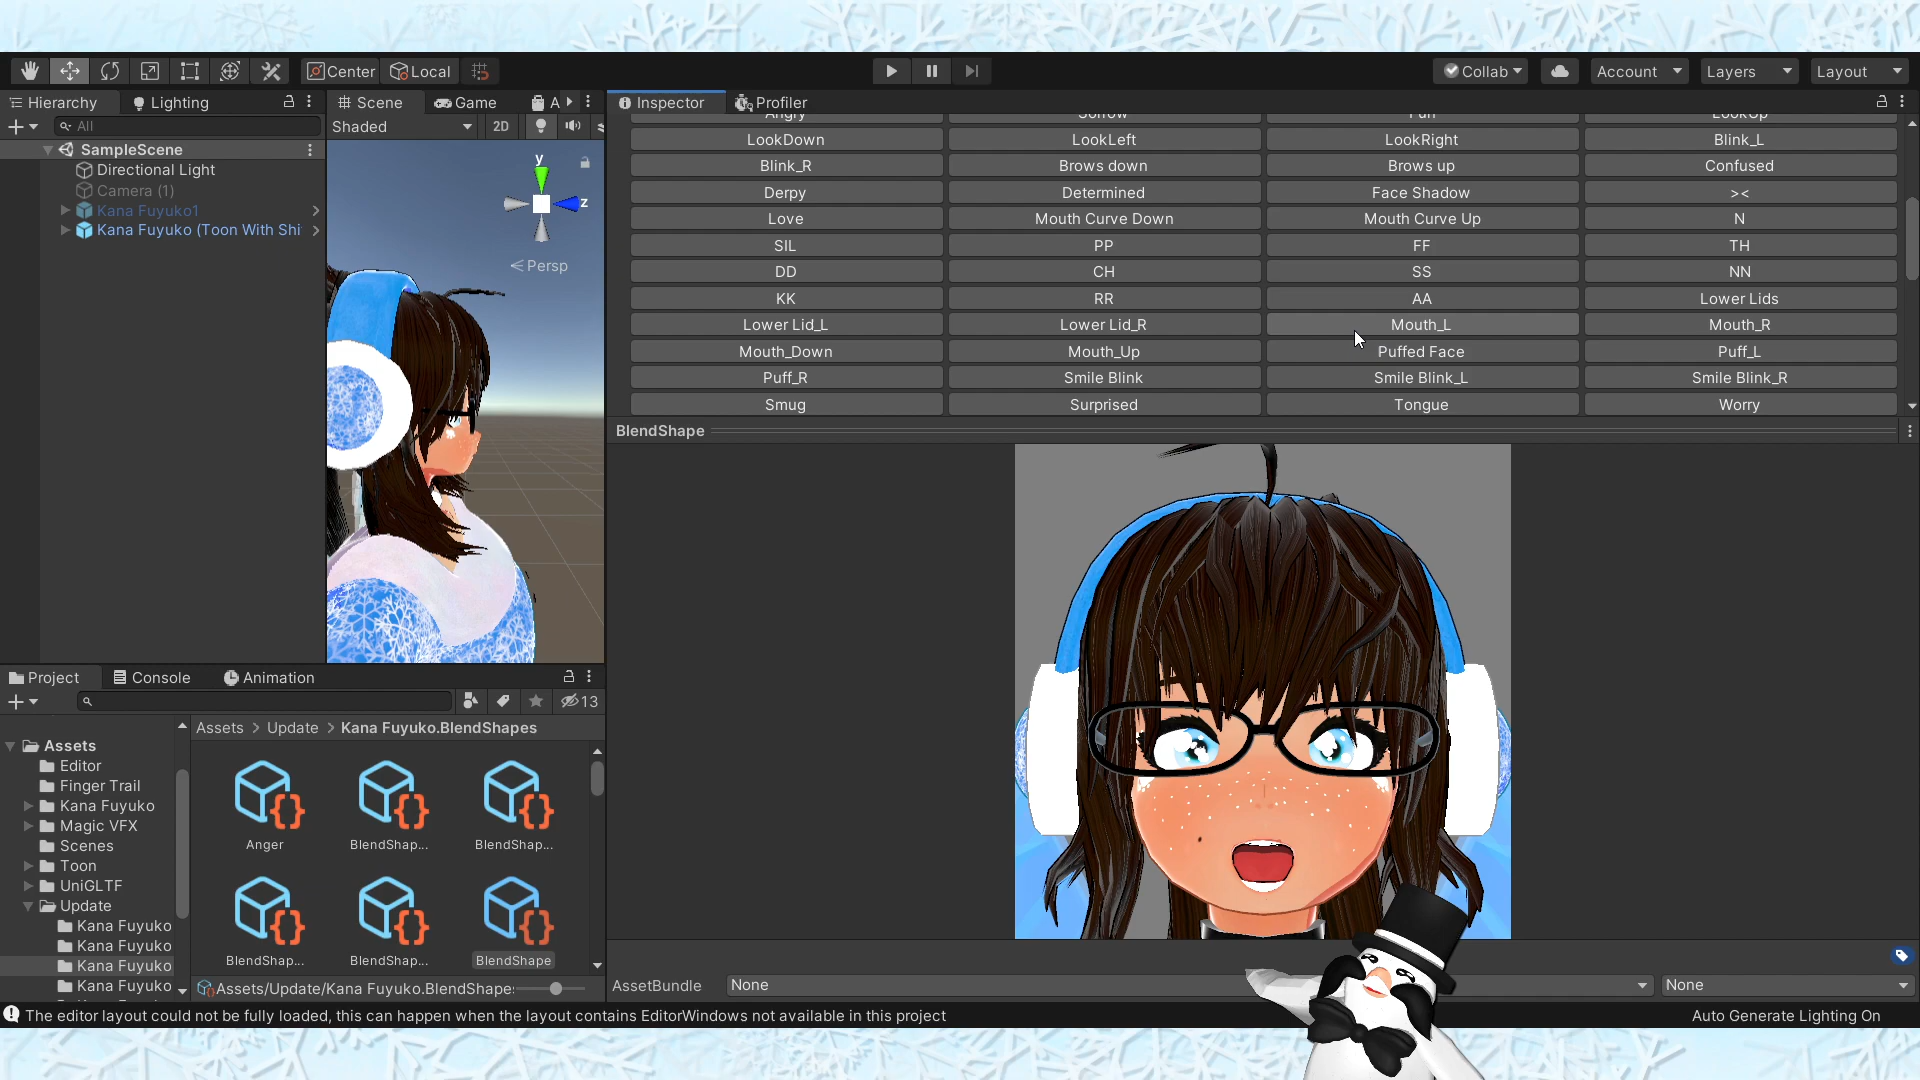 Center
Local
Collab
Account
Layers
Layout
Hierarchy
Lighting
Scene
Game
A
Inspector
Profiler
All
Shaded
2D
SampleScene
Directional Light
Camera (1)
Kana Fuyuko1
Kana Fuyuko (Toon With Shi
y
z
Persp
Angry
Sorrow
Fun
LookUp
LookDown
LookLeft
LookRight
Blink_L
Blink_R
Brows down
Brows up
Confused
Derpy
Determined
Face Shadow
><
Love
Mouth Curve Down
Mouth Curve Up
N
SIL
PP
FF
TH
DD
CH
SS
NN
KK
RR
AA
Lower Lids
Lower Lid_L
Lower Lid_R
Mouth_L
Mouth_R
Mouth_Down
Mouth_Up
Puffed Face
Puff_L
Puff_R
Smile Blink
Smile Blink_L
Smile Blink_R
Smug
Surprised
Tongue
Worry
BlendShape
Project
Console
Animation
13
Assets
Editor
Finger Trail
Kana Fuyuko
Magic VFX
Scenes
Toon
UniGLTF
Update
Kana Fuyuko
Kana Fuyuko
Kana Fuyuko
Kana Fuyuko
Assets > Update > Kana Fuyuko.BlendShapes
Anger
BlendShap...
BlendShap...
BlendShap...
BlendShap...
BlendShape
Assets/Update/Kana Fuyuko.BlendShape
AssetBundle
None
None
The editor layout could not be fully loaded, this can happen when the layout contains EditorWindows not available in this project
Auto Generate Lighting On